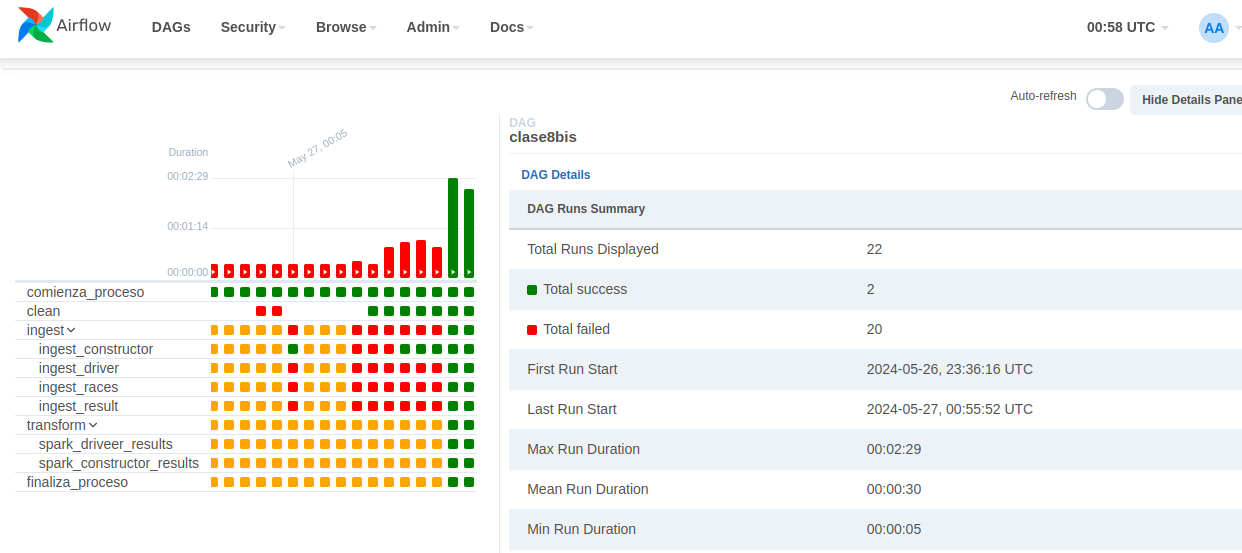 Airflow DAGs Security Browse Admin Docs 00:58 UTC AA
Auto-refresh Hide Details Pane
May 27, 00:05
Duration
00:02:29
00:01:14
00:00:00
comienza_proceso
clean
ingest
ingest_constructor
ingest_driver
ingest_races
ingest_result
transform
spark_driveer_results
spark_constructor_results
finaliza_proceso
DAG
clase8bis
DAG Details
DAG Runs Summary
Total Runs Displayed 22
Total success 2
Total failed 20
First Run Start 2024-05-26, 23:36:16 UTC
Last Run Start 2024-05-27, 00:55:52 UTC
Max Run Duration 00:02:29
Mean Run Duration 00:00:30
Min Run Duration 00:00:05